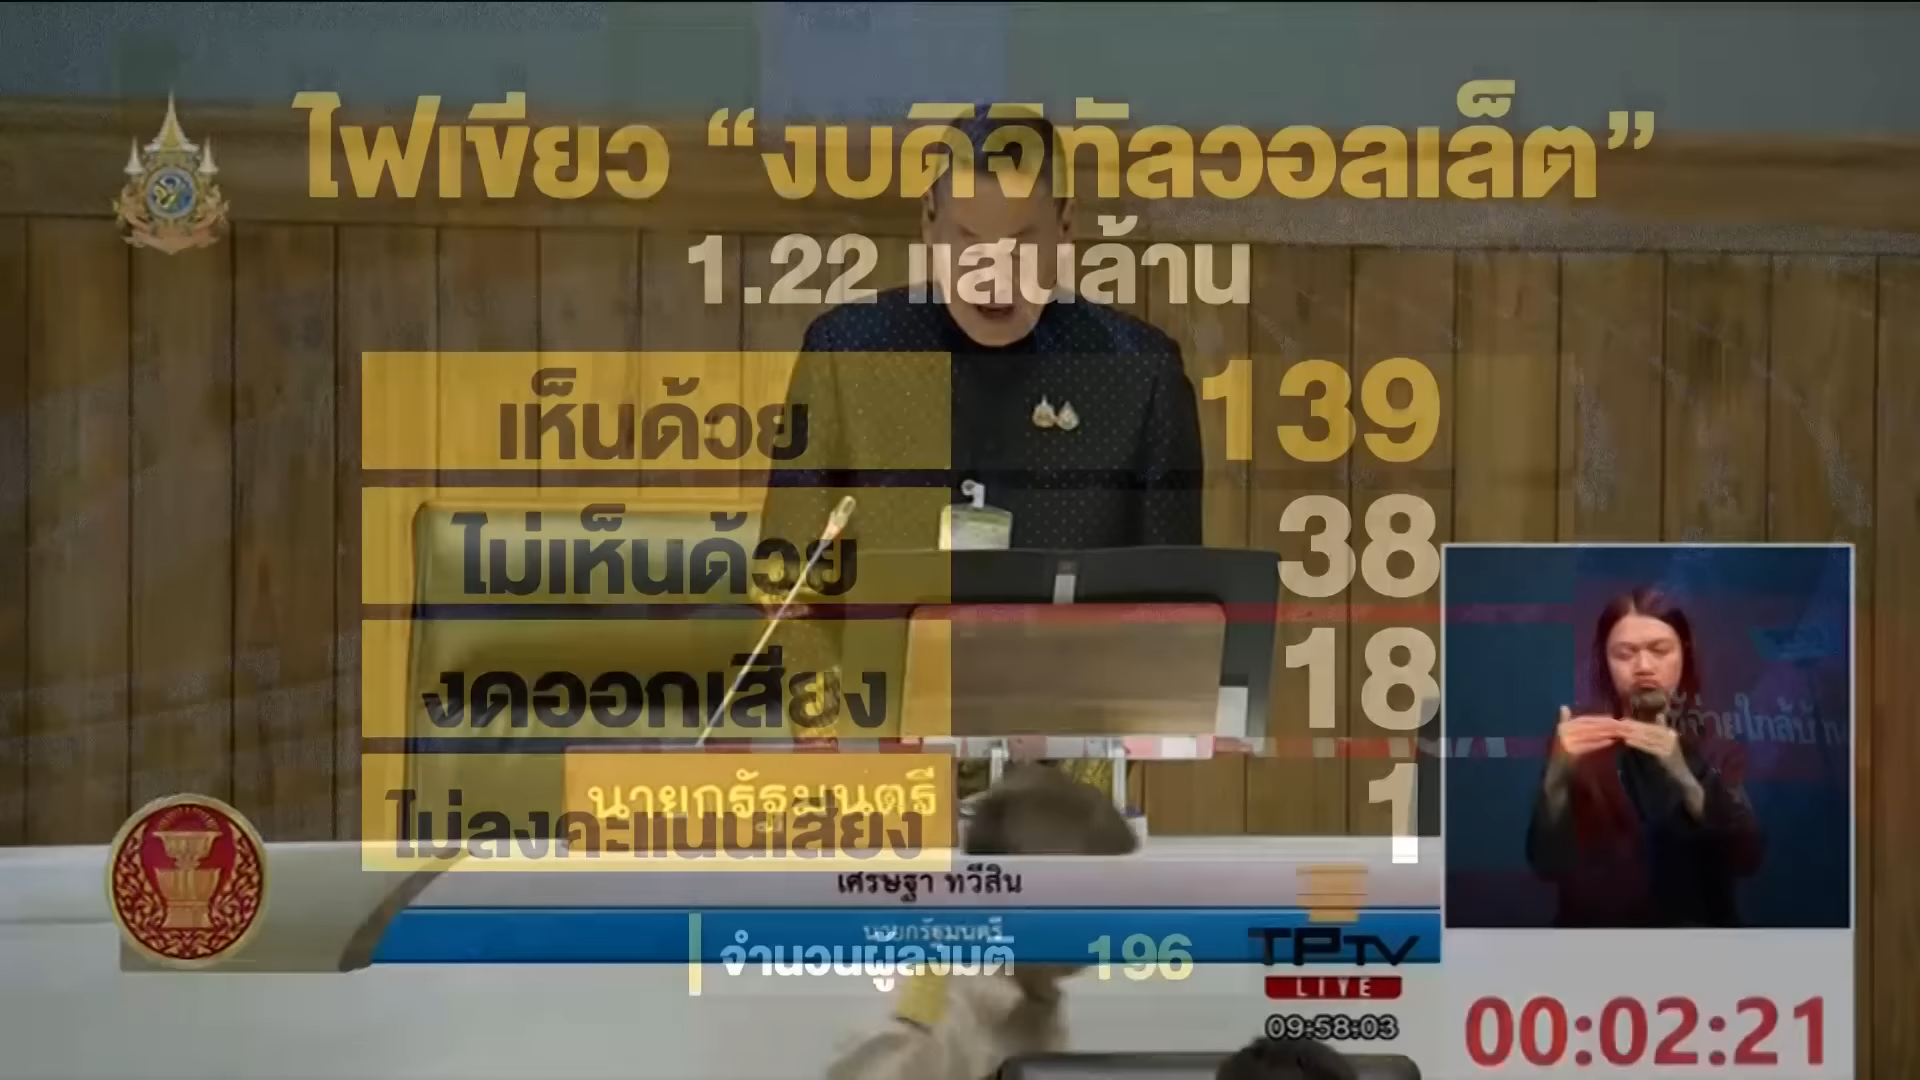 ไฟเขียว “งบดิจิทัลวอลเล็ต”
1.22 แสนล้าน
เห็นด้วย 139
ไม่เห็นด้วย 38
งดออกเสียง 18
ไม่ลงคะแนนเสียง 1
นายกรัฐมนตรี
เศรษฐา ทวีสิน
นายกรัฐมนตรี
จำนวนผู้ลงมติ 196
TPTV
LIVE
09:58:03
00:02:21